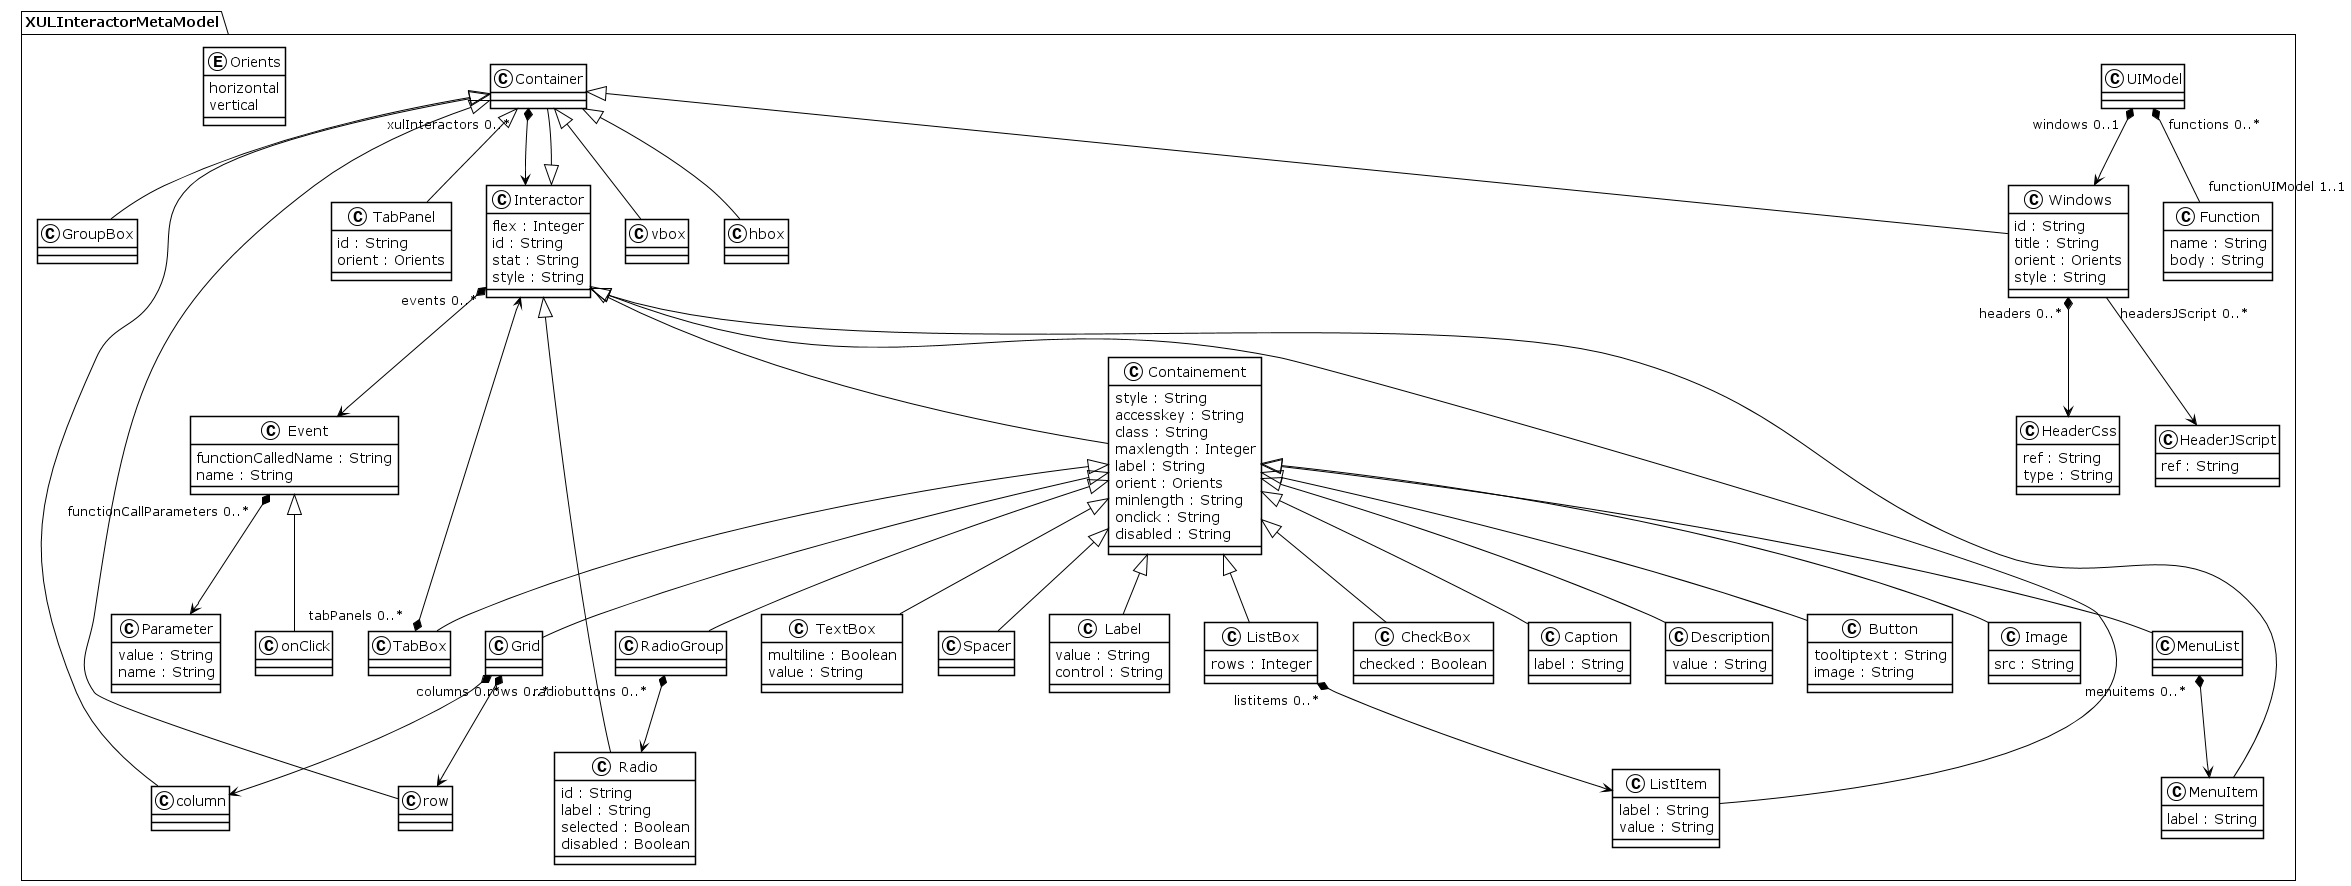 XULInteractorMetaModel
E Orients
horizontal
vertical
C Container
C UIModel
xulInteractors 0..*
windows 0..1
functions 0..*
functionUIModel 1..1
C GroupBox
C TabPanel
id : String
orient : Orients
C Interactor
flex : Integer
id : String
stat : String
style : String
C vbox
C hbox
C Windows
id : String
title : String
orient : Orients
style : String
C Function
name : String
body : String
events 0..*
headers 0..*
headersJScript 0..*
C Containement
style : String
accesskey : String
class : String
maxlength : Integer
label : String
orient : Orients
minlength : String
onclick : String
disabled : String
C Event
functionCalledName : String
name : String
C HeaderCss
ref : String
type : String
C HeaderJScript
ref : String
functionCallParameters 0..*
tabPanels 0..*
C Parameter
value : String
name : String
C onClick
C TabBox
C Grid
C RadioGroup
C TextBox
multiline : Boolean
value : String
C Spacer
C Label
value : String
control : String
C ListBox
rows : Integer
C CheckBox
checked : Boolean
C Caption
label : String
C Description
value : String
C Button
tooltiptext : String
image : String
C Image
src : String
C MenuList
columns 0..*
rows 0..*
radiobuttons 0..*
listitems 0..*
menuitems 0..*
C column
C row
C Radio
id : String
label : String
selected : Boolean
disabled : Boolean
C ListItem
label : String
value : String
C MenuItem
label : String